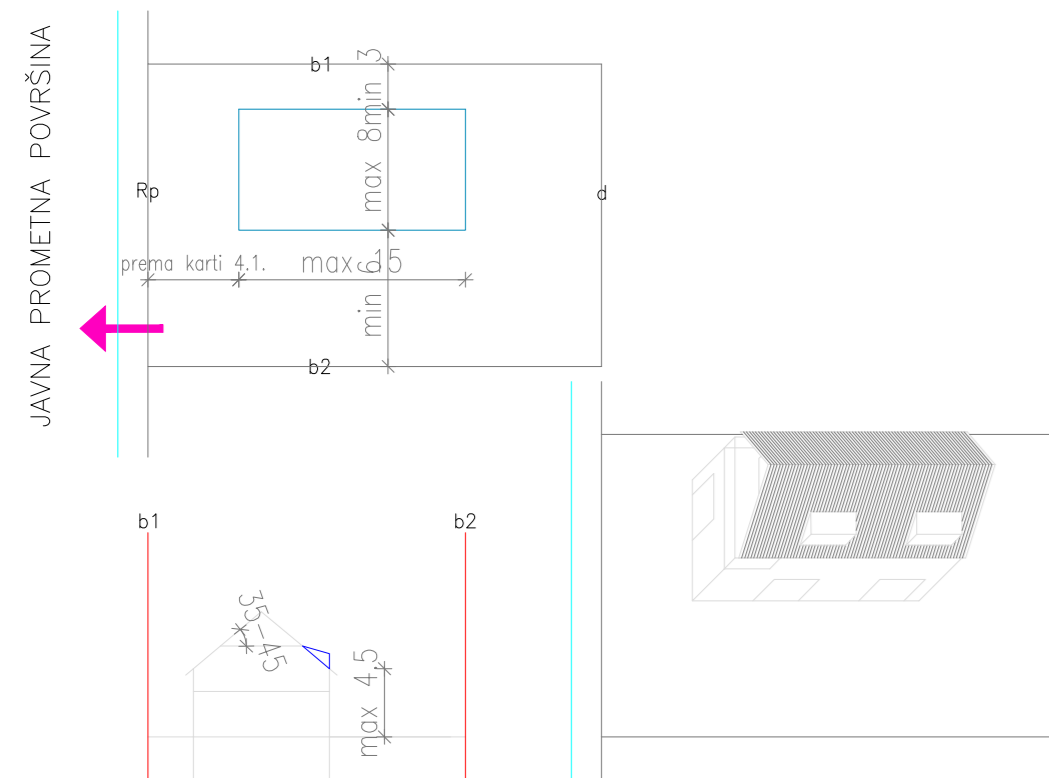 JAVNA PROMETNA POVRŠINA
b1
min 3
max 8
Rp
d
prema karti 4.1.
max 15
min 6
b2
b1
b2
35-45
max 4,5